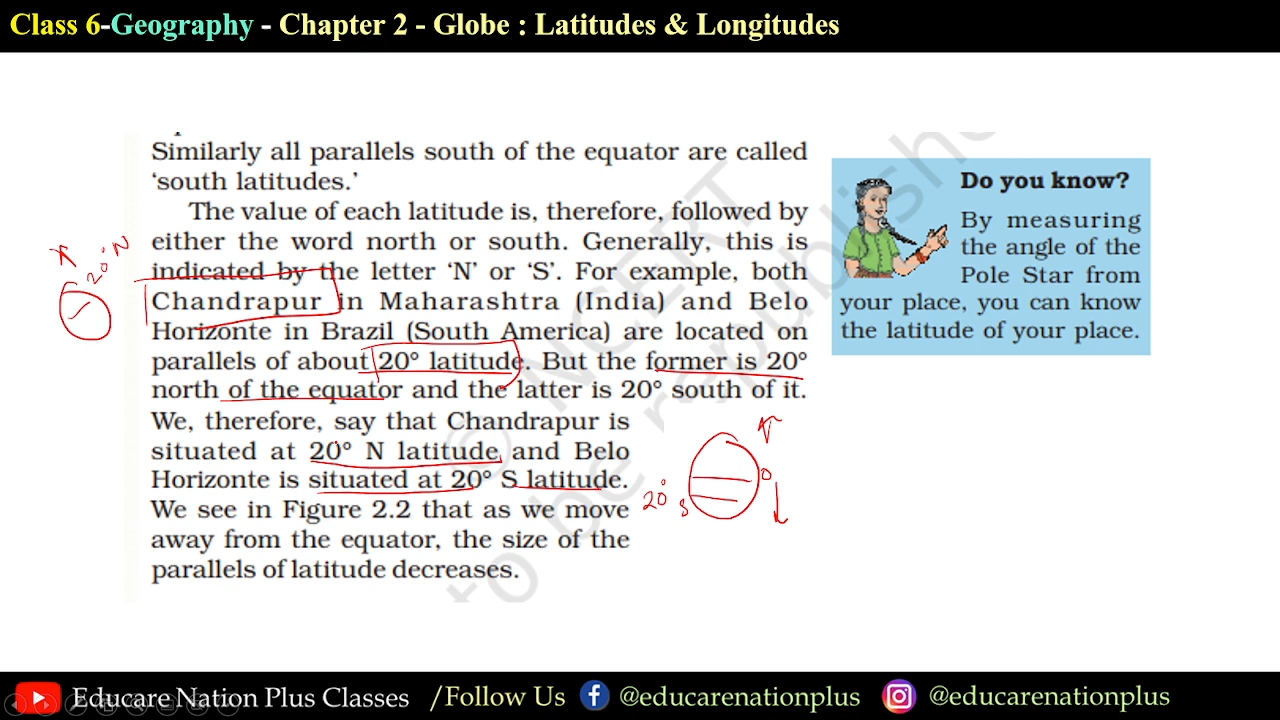 Class 6-Geography - Chapter 2 - Globe : Latitudes & Longitudes
Similarly all parallels south of the equator are called
‘south latitudes.’
The value of each latitude is, therefore, followed by
either the word north or south. Generally, this is
indicated by the letter ‘N’ or ‘S’. For example, both
Chandrapur in Maharashtra (India) and Belo
Horizonte in Brazil (South America) are located on
parallels of about 20° latitude. But the former is 20°
north of the equator and the latter is 20° south of it.
We, therefore, say that Chandrapur is
situated at 20° N latitude and Belo
Horizonte is situated at 20° S latitude.
We see in Figure 2.2 that as we move
away from the equator, the size of the
parallels of latitude decreases.
20° N
0
20° S
© NCERT
to be republished
Do you know?
By measuring
the angle of the
Pole Star from
your place, you can know
the latitude of your place.
Educare Nation Plus Classes /Follow Us @educarenationplus @educarenationplus